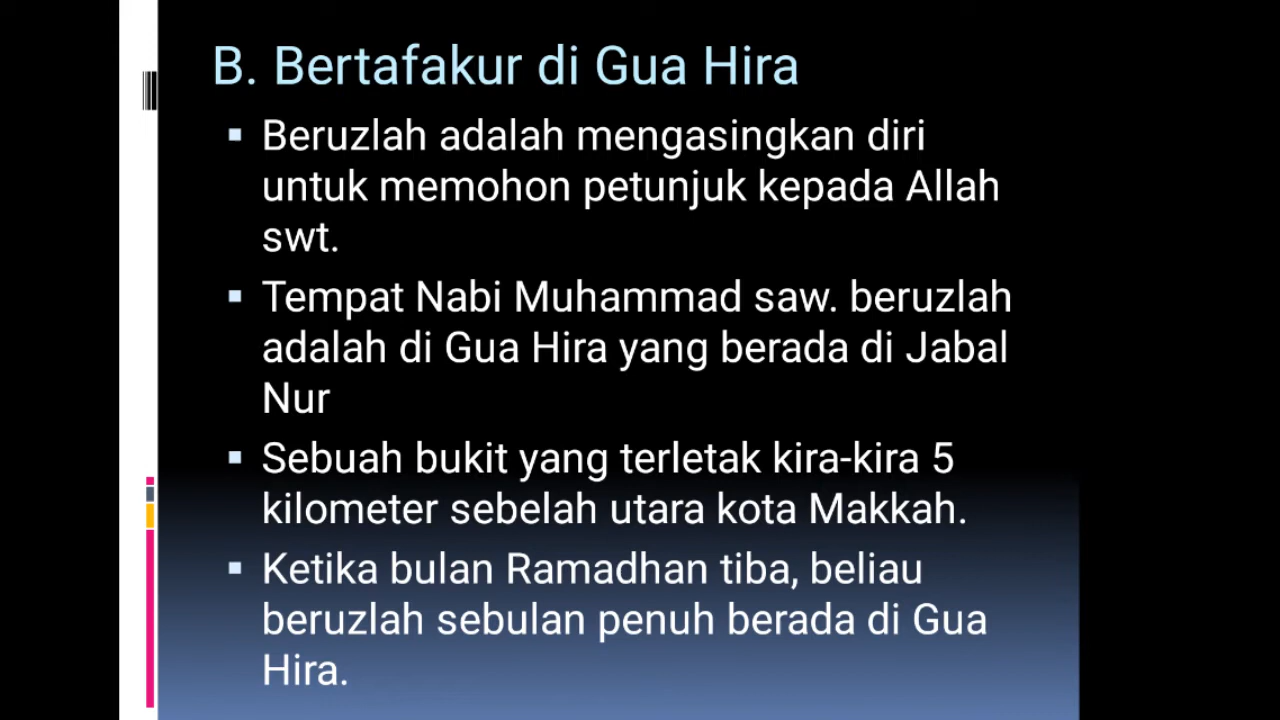 B. Bertafakur di Gua Hira
▪ Beruzlah adalah mengasingkan diri
untuk memohon petunjuk kepada Allah
swt.
▪ Tempat Nabi Muhammad saw. beruzlah
adalah di Gua Hira yang berada di Jabal
Nur
▪ Sebuah bukit yang terletak kira-kira 5
kilometer sebelah utara kota Makkah.
▪ Ketika bulan Ramadhan tiba, beliau
beruzlah sebulan penuh berada di Gua
Hira.